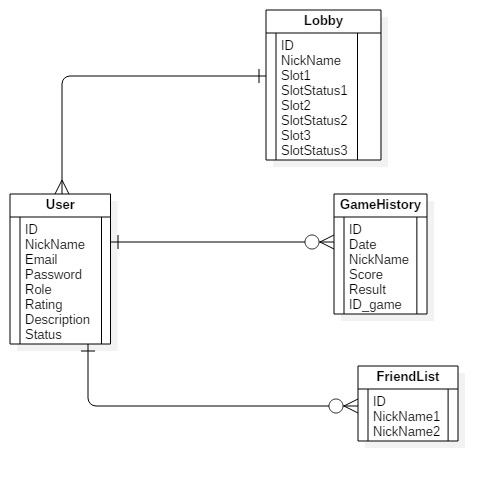 Lobby
ID
NickName
Slot1
SlotStatus1
Slot2
SlotStatus2
Slot3
SlotStatus3
User
ID
NickName
Email
Password
Role
Rating
Description
Status
GameHistory
ID
Date
NickName
Score
Result
ID_game
FriendList
ID
NickName1
NickName2